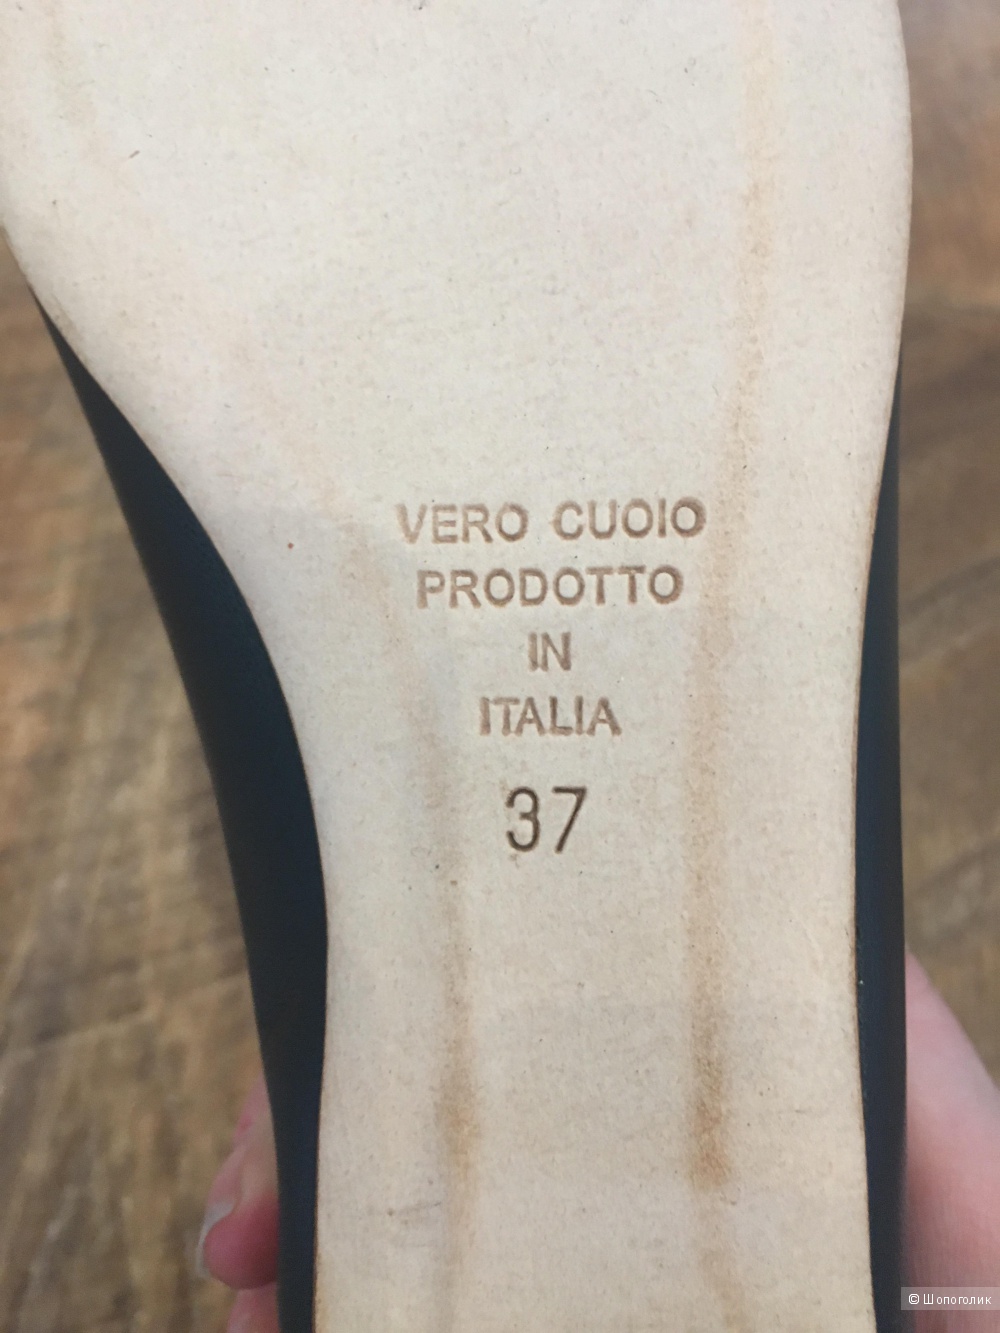 VERO CUOIO
PRODOTTO
IN
ITALIA
37
© Шопоголик